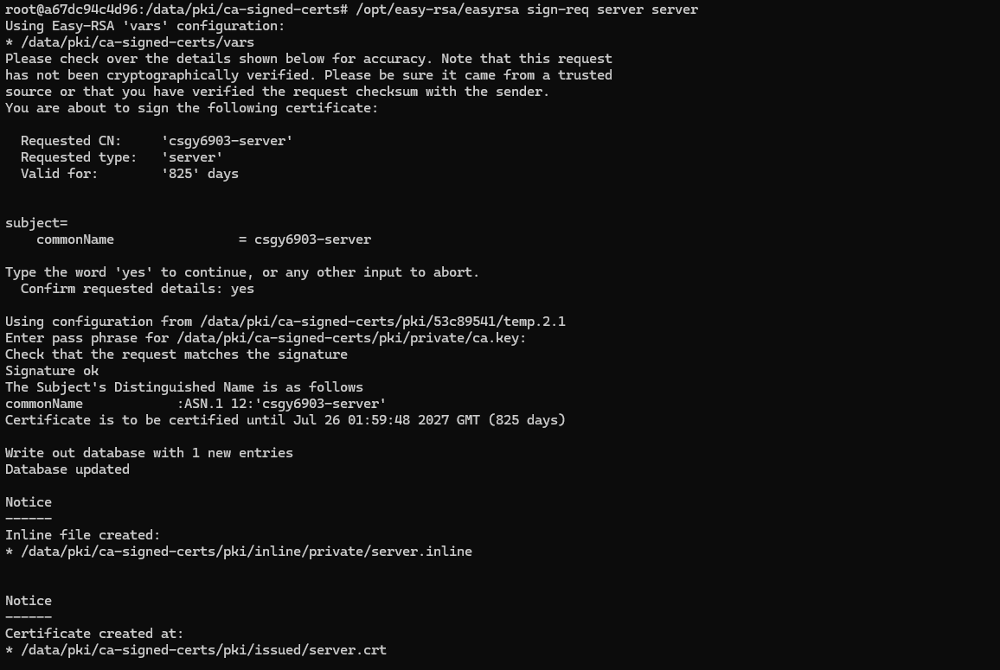 root@a67dc94c4d96:/data/pki/ca-signed-certs# /opt/easy-rsa/easyrsa sign-req server server
Using Easy-RSA 'vars' configuration:
* /data/pki/ca-signed-certs/vars
Please check over the details shown below for accuracy. Note that this request
has not been cryptographically verified. Please be sure it came from a trusted
source or that you have verified the request checksum with the sender.
You are about to sign the following certificate:

  Requested CN:     'csgy6903-server'
  Requested type:   'server'
  Valid for:        '825' days


subject=
    commonName                = csgy6903-server

Type the word 'yes' to continue, or any other input to abort.
  Confirm requested details: yes

Using configuration from /data/pki/ca-signed-certs/pki/53c89541/temp.2.1
Enter pass phrase for /data/pki/ca-signed-certs/pki/private/ca.key:
Check that the request matches the signature
Signature ok
The Subject's Distinguished Name is as follows
commonName            :ASN.1 12:'csgy6903-server'
Certificate is to be certified until Jul 26 01:59:48 2027 GMT (825 days)

Write out database with 1 new entries
Database updated

Notice
------
Inline file created:
* /data/pki/ca-signed-certs/pki/inline/private/server.inline


Notice
------
Certificate created at:
* /data/pki/ca-signed-certs/pki/issued/server.crt